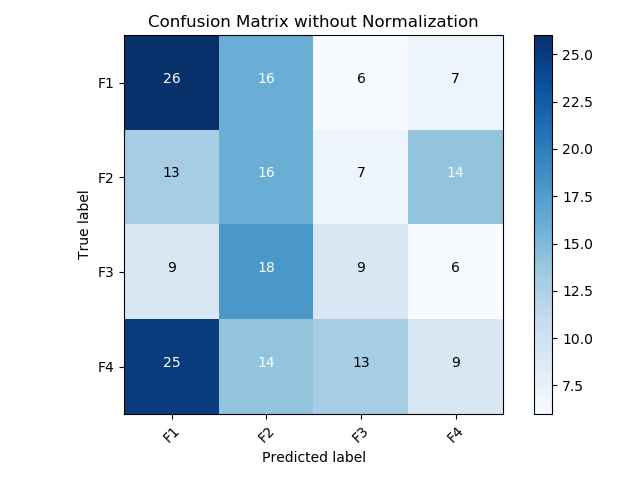 Confusion Matrix without Normalization
F1 26 16 6 7
F2 13 16 7 14
F3 9 18 9 6
F4 25 14 13 9
F1 F2 F3 F4
True label
Predicted label
25.0
22.5
20.0
17.5
15.0
12.5
10.0
7.5